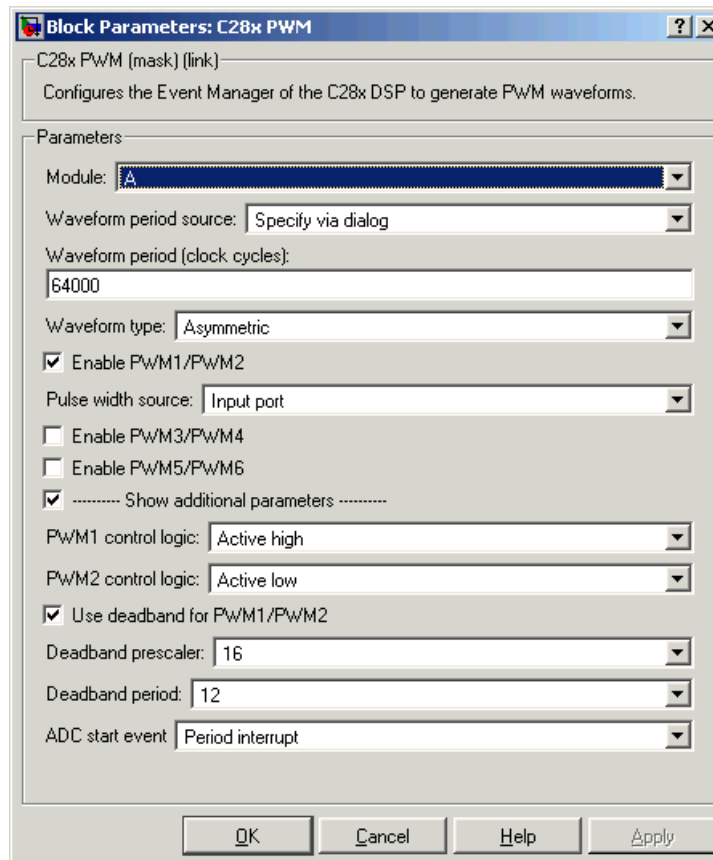 Block Parameters: C28x PWM
C28x PWM (mask) (link)
Configures the Event Manager of the C28x DSP to generate PWM waveforms.
Parameters
Module: A
Waveform period source: Specify via dialog
Waveform period (clock cycles):
64000
Waveform type: Asymmetric
Enable PWM1/PWM2
Pulse width source: Input port
Enable PWM3/PWM4
Enable PWM5/PWM6
---------- Show additional parameters ----------
PWM1 control logic: Active high
PWM2 control logic: Active low
Use deadband for PWM1/PWM2
Deadband prescaler: 16
Deadband period: 12
ADC start event Period interrupt
OK Cancel Help Apply